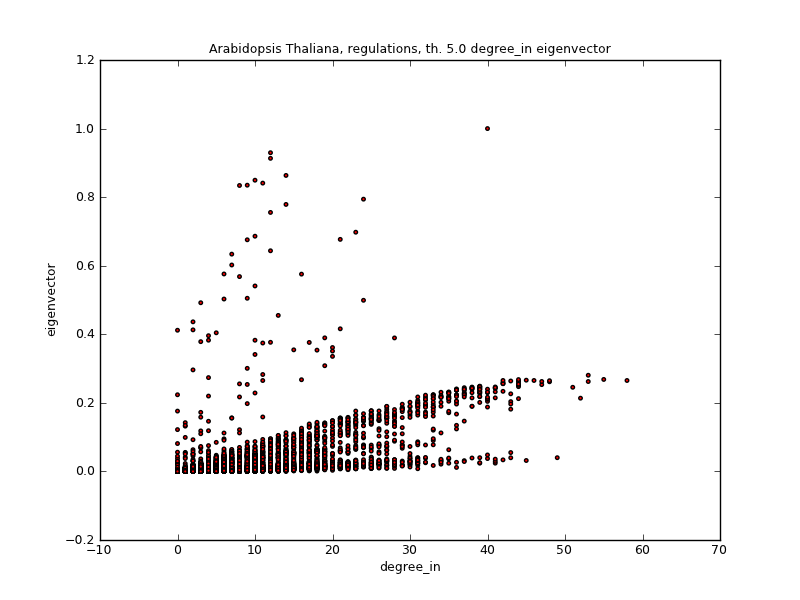 Arabidopsis Thaliana, regulations, th. 5.0 degree_in eigenvector
1.2
1.0
0.8
0.6
0.4
0.2
0.0
−0.2
eigenvector
−10 0 10 20 30 40 50 60 70
degree_in